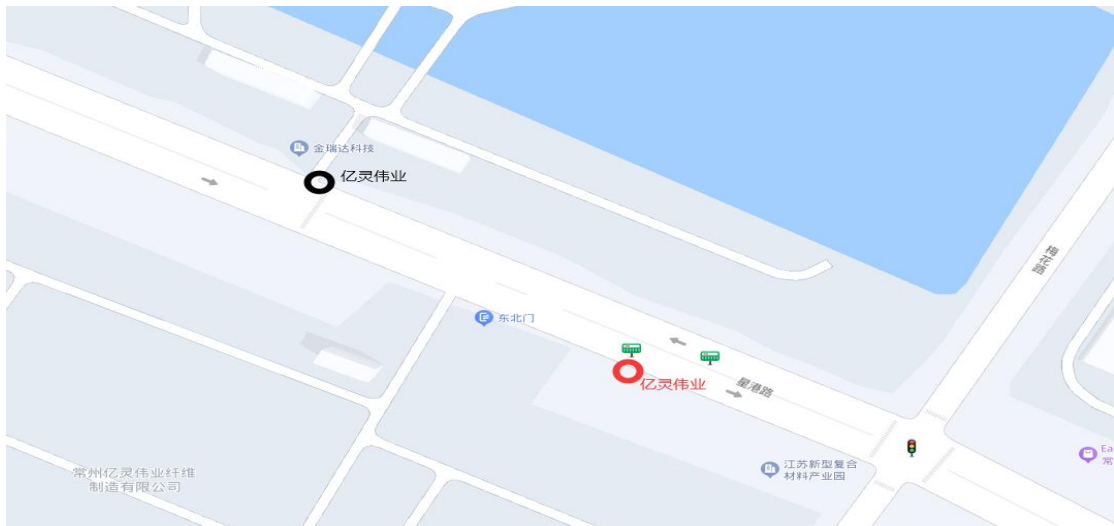 金瑞达科技
亿灵伟业
梅花路
东北门
星港路
亿灵伟业
江苏新型复合
材料产业园
Ea
常
常州亿灵伟业纤维
制造有限公司